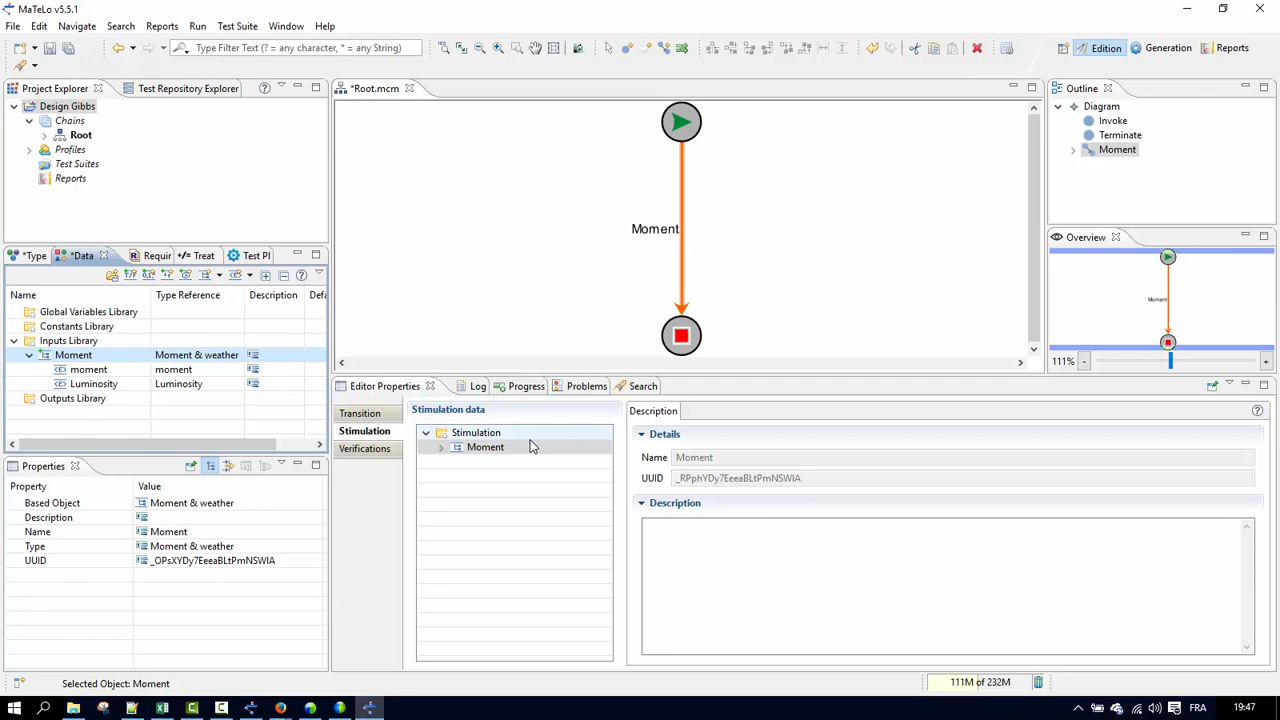 MaTeLo v5.5.1
File Edit Navigate Search Reports Run Test Suite Window Help
Type Filter Text (? = any character, * = any String)
Edition Generation Reports
Project Explorer Test Repository Explorer
Design Gibbs
Chains
Root
Profiles
Test Suites
Reports
*Root.mcm
Moment
Outline
Diagram
Invoke
Terminate
Moment
Overview
Moment
111%
*Type *Data Requir Treat Test Pl
Name Type Reference Description Defa
Global Variables Library
Constants Library
Inputs Library
Moment Moment & weather
moment moment
Luminosity Luminosity
Outputs Library
Properties
Property Value
Based Object Moment & weather
Description
Name Moment
Type Moment & weather
UUID _OPsXYDy7EeeaBLtPmNSWIA
Editor Properties Log Progress Problems Search
Transition
Stimulation
Verifications
Stimulation data
Stimulation
Moment
Description
Details
Name Moment
UUID _RPphYDy7EeeaBLtPmNSWIA
Description
Selected Object: Moment
111M of 232M
FRA 19:47